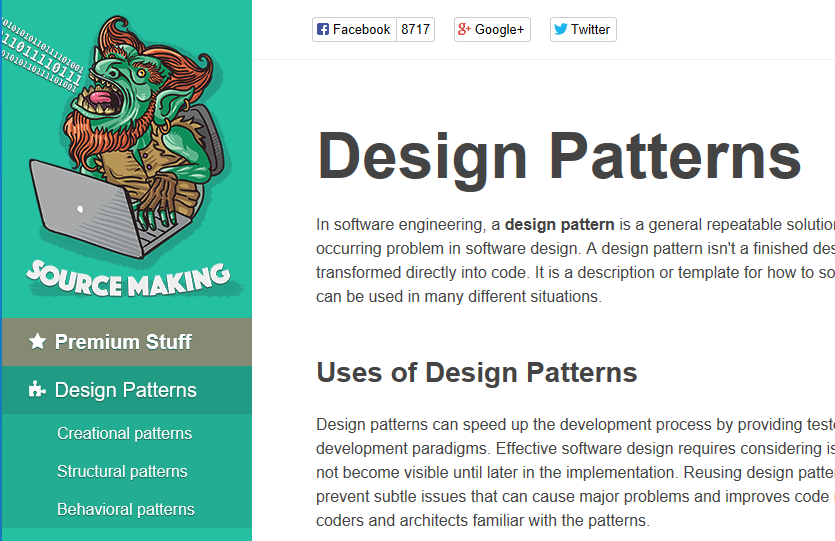 01010101011011101001
11011110111
01010110111101001
SOURCE MAKING
Premium Stuff
Design Patterns
Creational patterns
Structural patterns
Behavioral patterns
Facebook 8717 Google+ Twitter
Design Patterns
In software engineering, a design pattern is a general repeatable solution
occurring problem in software design. A design pattern isn't a finished des
transformed directly into code. It is a description or template for how to so
can be used in many different situations.
Uses of Design Patterns
Design patterns can speed up the development process by providing teste
development paradigms. Effective software design requires considering is
not become visible until later in the implementation. Reusing design patter
prevent subtle issues that can cause major problems and improves code
coders and architects familiar with the patterns.